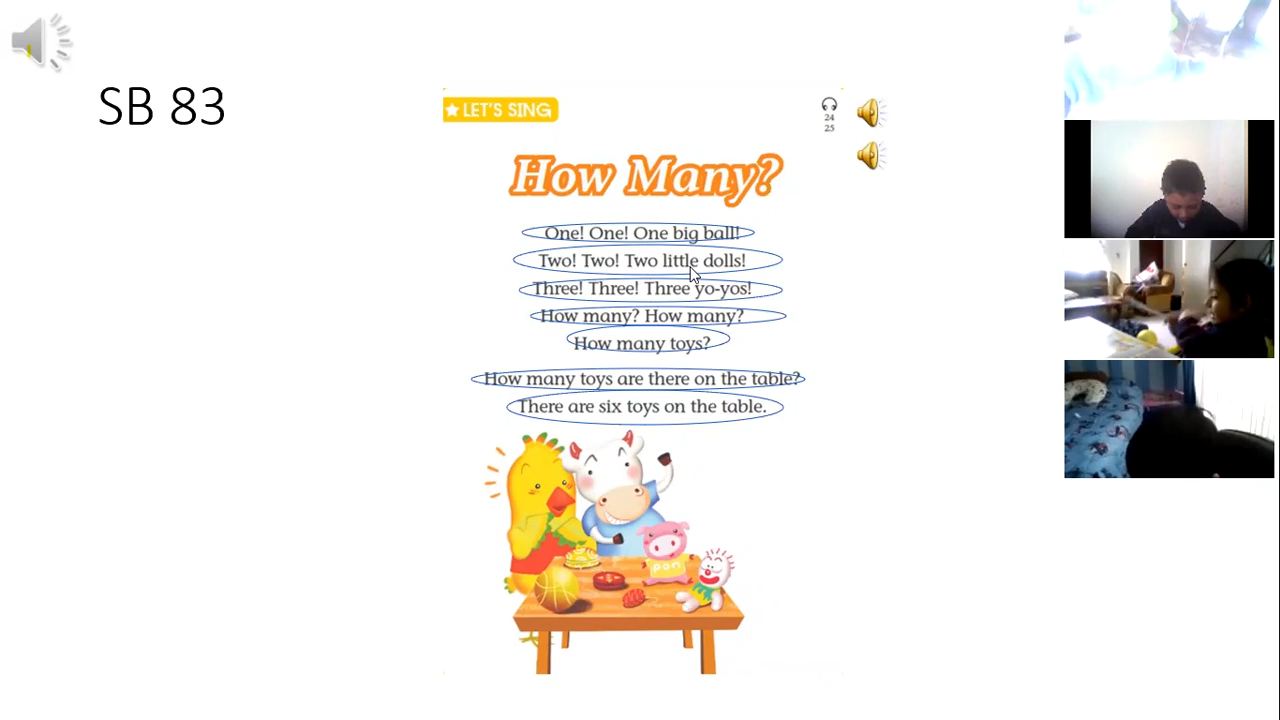 SB 83
LET'S SING
24
25
How Many?
One! One! One big ball!
Two! Two! Two little dolls!
Three! Three! Three yo-yos!
How many? How many?
How many toys?
How many toys are there on the table?
There are six toys on the table.
pon